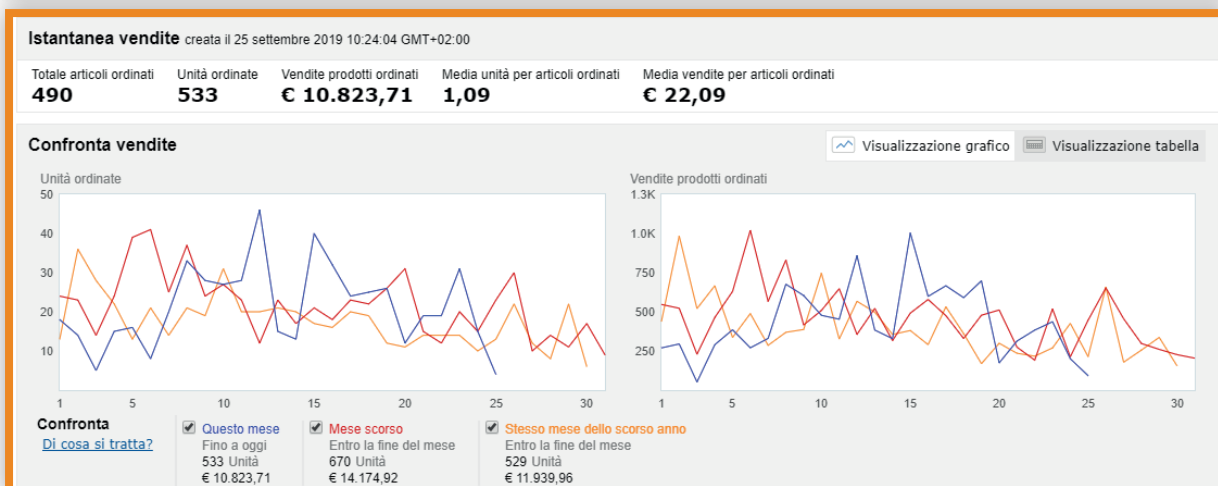 Istantanea vendite creata il 25 settembre 2019 10:24:04 GMT+02:00
Totale articoli ordinati Unità ordinate Vendite prodotti ordinati Media unità per articoli ordinati Media vendite per articoli ordinati
490 533 € 10.823,71 1,09 € 22,09
Confronta vendite Visualizzazione grafico Visualizzazione tabella
Unità ordinate
50
40
30
20
10
1 5 10 15 20 25 30
Vendite prodotti ordinati
1.3K
1.0K
750
500
250
1 5 10 15 20 25 30
Confronta
Di cosa si tratta?
Questo mese
Fino a oggi
533 Unità
€ 10.823,71
Mese scorso
Entro la fine del mese
670 Unità
€ 14.174,92
Stesso mese dello scorso anno
Entro la fine del mese
529 Unità
€ 11.939,96